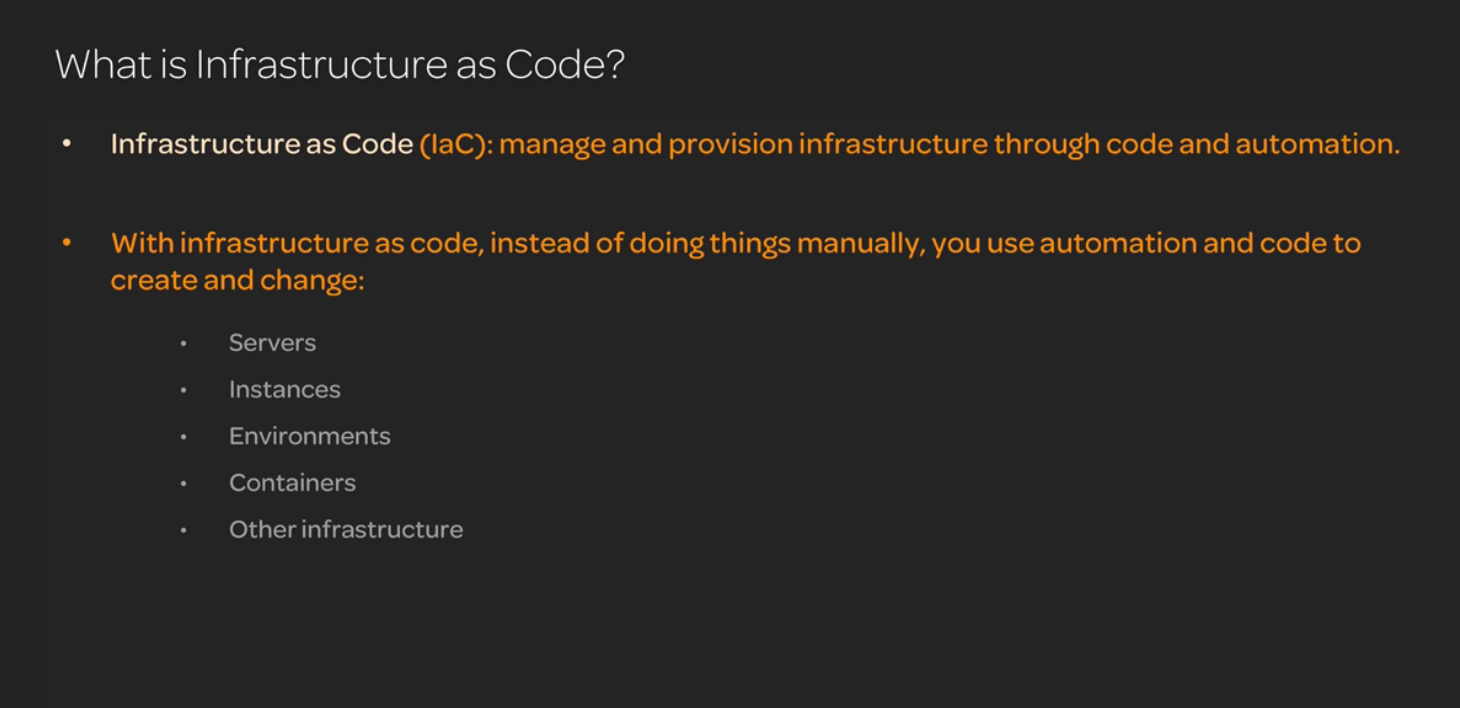 What is Infrastructure as Code?
• Infrastructure as Code (IaC): manage and provision infrastructure through code and automation.
• With infrastructure as code, instead of doing things manually, you use automation and code to
create and change:
• Servers
• Instances
• Environments
• Containers
• Other infrastructure